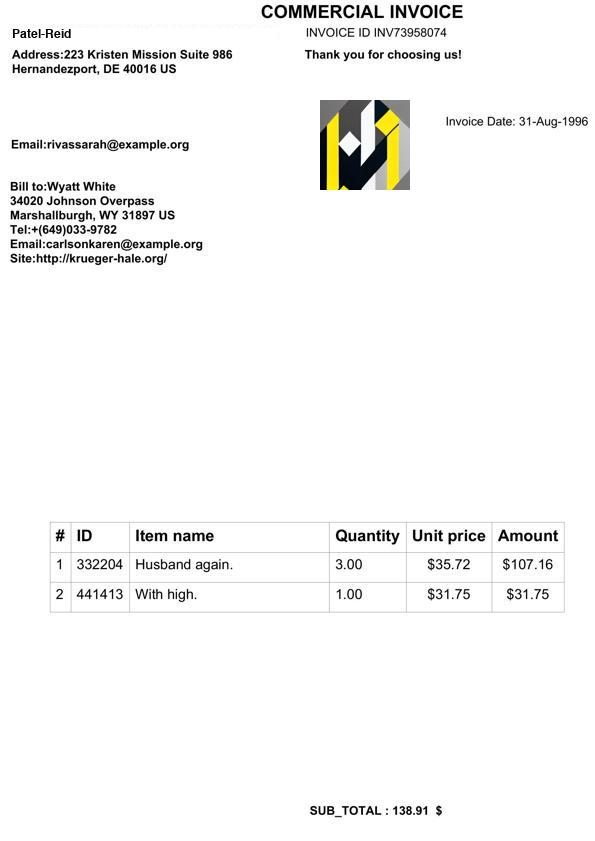 COMMERCIAL INVOICE
Patel-Reid
INVOICE ID INV73958074
Address:223 Kristen Mission Suite 986
Hernandezport, DE 40016 US
Thank you for choosing us!
Invoice Date: 31-Aug-1996
Email:rivassarah@example.org
Bill to:Wyatt White
34020 Johnson Overpass
Marshallburgh, WY 31897 US
Tel:+(649)033-9782
Email:carlsonkaren@example.org
Site:http://krueger-hale.org/
# ID Item name Quantity Unit price Amount
1 332204 Husband again. 3.00 $35.72 $107.16
2 441413 With high. 1.00 $31.75 $31.75
SUB_TOTAL : 138.91 $